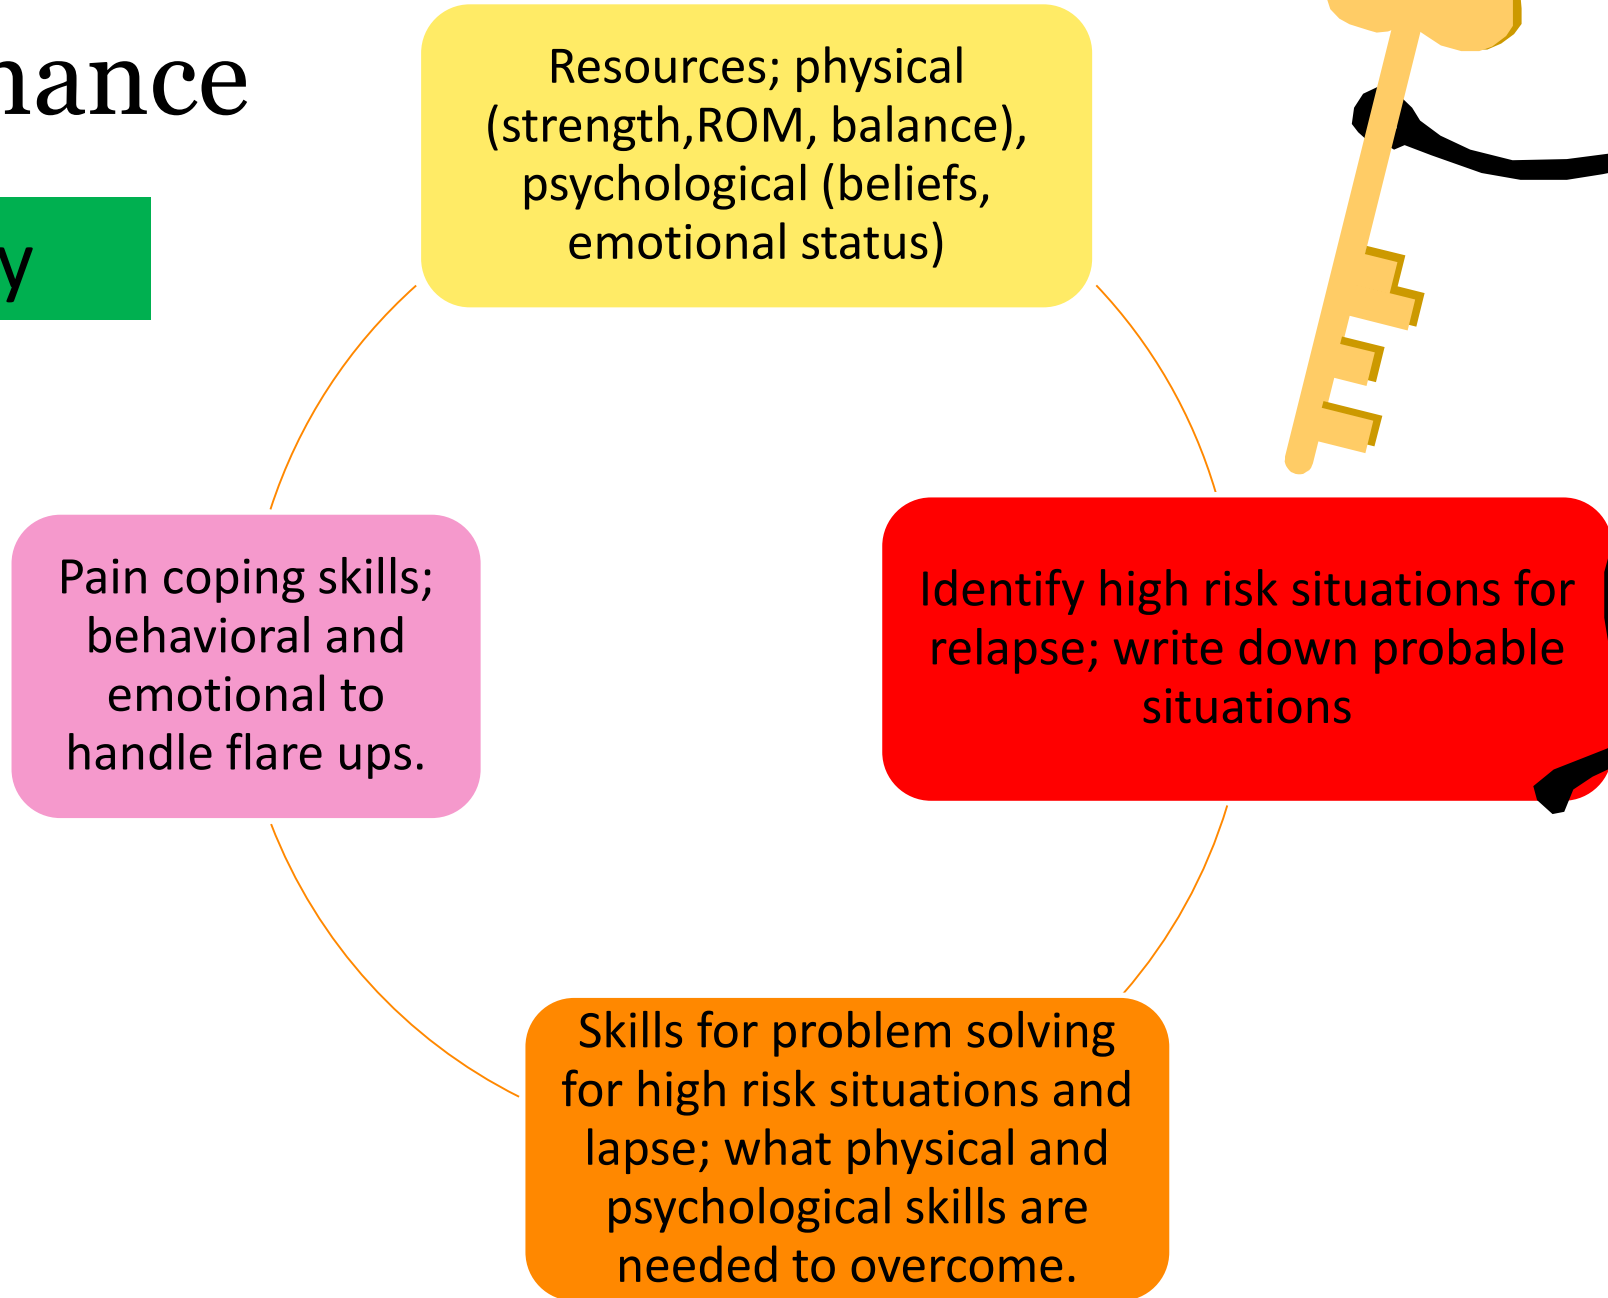 nance
y
Resources; physical
(strength,ROM, balance),
psychological (beliefs,
emotional status)
Identify high risk situations for
relapse; write down probable
situations
Skills for problem solving
for high risk situations and
lapse; what physical and
psychological skills are
needed to overcome.
Pain coping skills;
behavioral and
emotional to
handle flare ups.